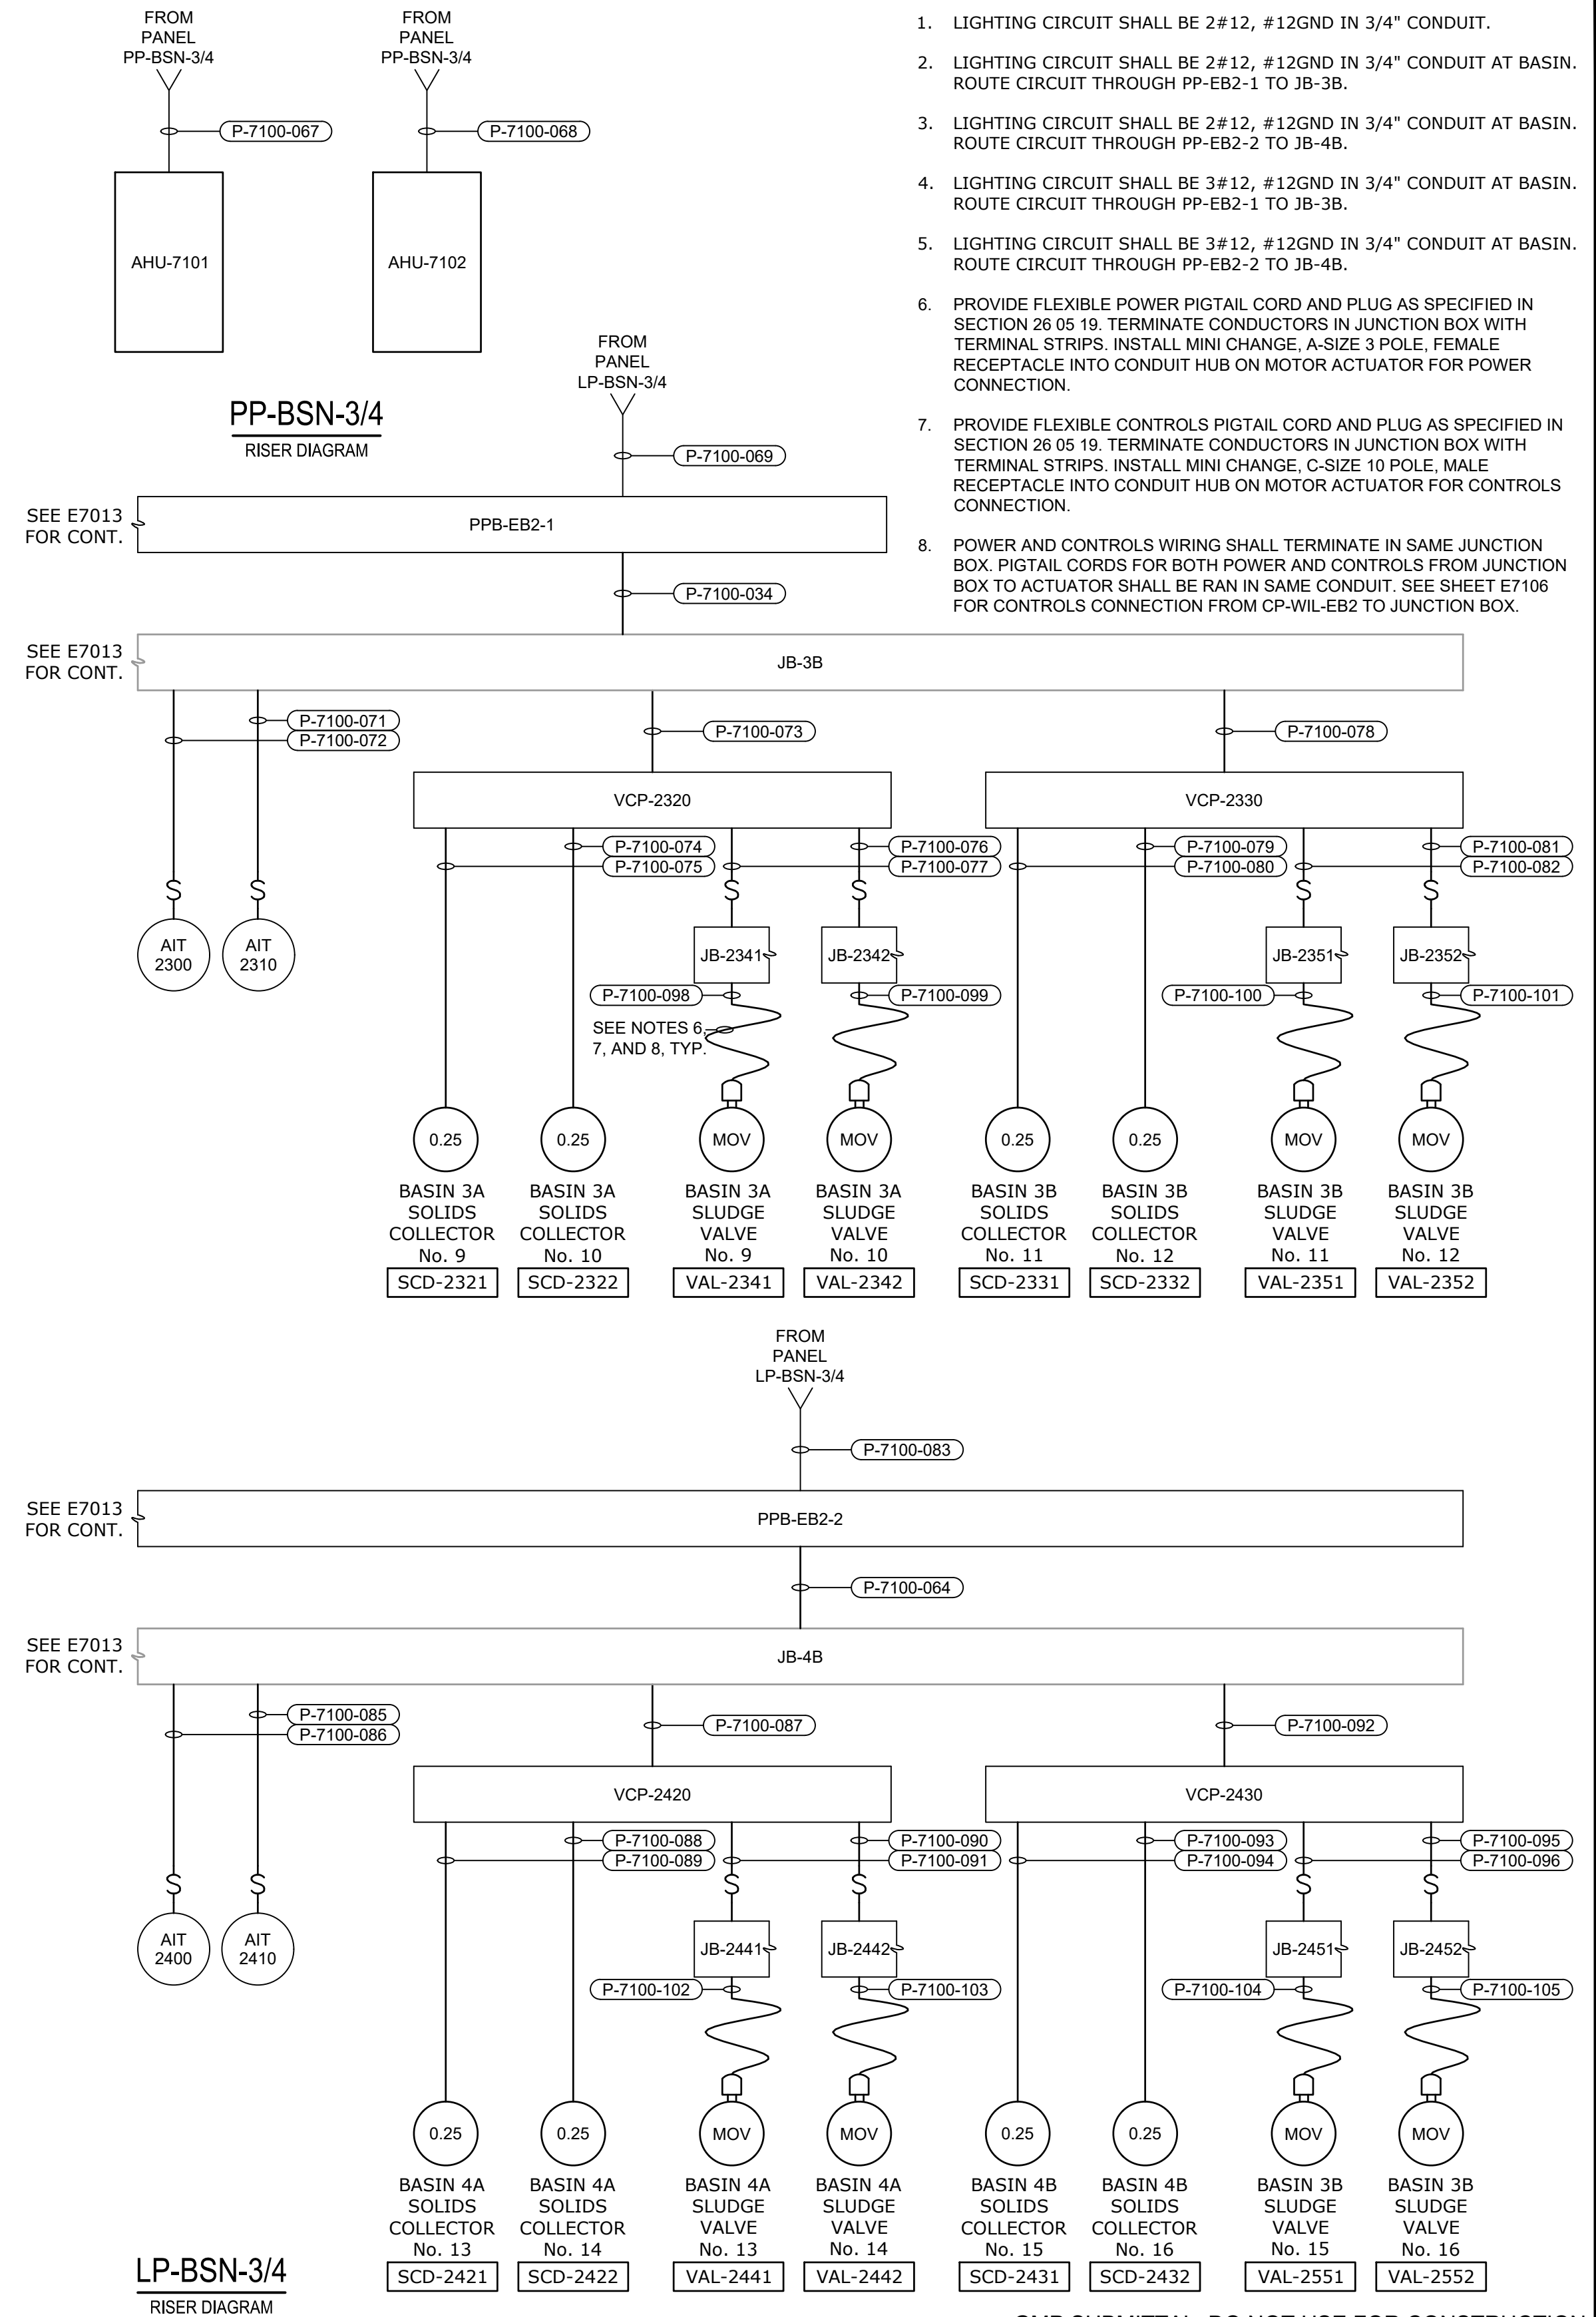 FROM
PANEL
PP-BSN-3/4
P-7100-067
AHU-7101
FROM
PANEL
PP-BSN-3/4
P-7100-068
AHU-7102
PP-BSN-3/4
RISER DIAGRAM
1. LIGHTING CIRCUIT SHALL BE 2#12, #12GND IN 3/4" CONDUIT.
2. LIGHTING CIRCUIT SHALL BE 2#12, #12GND IN 3/4" CONDUIT AT BASIN.
ROUTE CIRCUIT THROUGH PP-EB2-1 TO JB-3B.
3. LIGHTING CIRCUIT SHALL BE 2#12, #12GND IN 3/4" CONDUIT AT BASIN.
ROUTE CIRCUIT THROUGH PP-EB2-2 TO JB-4B.
4. LIGHTING CIRCUIT SHALL BE 3#12, #12GND IN 3/4" CONDUIT AT BASIN.
ROUTE CIRCUIT THROUGH PP-EB2-1 TO JB-3B.
5. LIGHTING CIRCUIT SHALL BE 3#12, #12GND IN 3/4" CONDUIT AT BASIN.
ROUTE CIRCUIT THROUGH PP-EB2-2 TO JB-4B.
6. PROVIDE FLEXIBLE POWER PIGTAIL CORD AND PLUG AS SPECIFIED IN
SECTION 26 05 19. TERMINATE CONDUCTORS IN JUNCTION BOX WITH
TERMINAL STRIPS. INSTALL MINI CHANGE, A-SIZE 3 POLE, FEMALE
RECEPTACLE INTO CONDUIT HUB ON MOTOR ACTUATOR FOR POWER
CONNECTION.
7. PROVIDE FLEXIBLE CONTROLS PIGTAIL CORD AND PLUG AS SPECIFIED IN
SECTION 26 05 19. TERMINATE CONDUCTORS IN JUNCTION BOX WITH
TERMINAL STRIPS. INSTALL MINI CHANGE, C-SIZE 10 POLE, MALE
RECEPTACLE INTO CONDUIT HUB ON MOTOR ACTUATOR FOR CONTROLS
CONNECTION.
8. POWER AND CONTROLS WIRING SHALL TERMINATE IN SAME JUNCTION
BOX. PIGTAIL CORDS FOR BOTH POWER AND CONTROLS FROM JUNCTION
BOX TO ACTUATOR SHALL BE RAN IN SAME CONDUIT. SEE SHEET E7106
FOR CONTROLS CONNECTION FROM CP-WIL-EB2 TO JUNCTION BOX.
FROM
PANEL
LP-BSN-3/4
P-7100-069
SEE E7013
FOR CONT.
PPB-EB2-1
P-7100-034
SEE E7013
FOR CONT.
JB-3B
P-7100-071
P-7100-072
P-7100-073
P-7100-078
VCP-2320
VCP-2330
P-7100-074
P-7100-075
P-7100-076
P-7100-077
P-7100-079
P-7100-080
P-7100-081
P-7100-082
AIT
2300
AIT
2310
JB-2341
JB-2342
JB-2351
JB-2352
P-7100-098
P-7100-099
P-7100-100
P-7100-101
SEE NOTES 6,
7, AND 8, TYP.
0.25
0.25
MOV
MOV
0.25
0.25
MOV
MOV
BASIN 3A
SOLIDS
COLLECTOR
No. 9
SCD-2321
BASIN 3A
SOLIDS
COLLECTOR
No. 10
SCD-2322
BASIN 3A
SLUDGE
VALVE
No. 9
VAL-2341
BASIN 3A
SLUDGE
VALVE
No. 10
VAL-2342
BASIN 3B
SOLIDS
COLLECTOR
No. 11
SCD-2331
BASIN 3B
SOLIDS
COLLECTOR
No. 12
SCD-2332
BASIN 3B
SLUDGE
VALVE
No. 11
VAL-2351
BASIN 3B
SLUDGE
VALVE
No. 12
VAL-2352
FROM
PANEL
LP-BSN-3/4
P-7100-083
SEE E7013
FOR CONT.
PPB-EB2-2
P-7100-064
SEE E7013
FOR CONT.
JB-4B
P-7100-085
P-7100-086
P-7100-087
P-7100-092
VCP-2420
VCP-2430
P-7100-088
P-7100-089
P-7100-090
P-7100-091
P-7100-093
P-7100-094
P-7100-095
P-7100-096
AIT
2400
AIT
2410
JB-2441
JB-2442
JB-2451
JB-2452
P-7100-102
P-7100-103
P-7100-104
P-7100-105
0.25
0.25
MOV
MOV
0.25
0.25
MOV
MOV
BASIN 4A
SOLIDS
COLLECTOR
No. 13
SCD-2421
BASIN 4A
SOLIDS
COLLECTOR
No. 14
SCD-2422
BASIN 4A
SLUDGE
VALVE
No. 13
VAL-2441
BASIN 4A
SLUDGE
VALVE
No. 14
VAL-2442
BASIN 4B
SOLIDS
COLLECTOR
No. 15
SCD-2431
BASIN 4B
SOLIDS
COLLECTOR
No. 16
SCD-2432
BASIN 3B
SLUDGE
VALVE
No. 15
VAL-2551
BASIN 3B
SLUDGE
VALVE
No. 16
VAL-2552
LP-BSN-3/4
RISER DIAGRAM